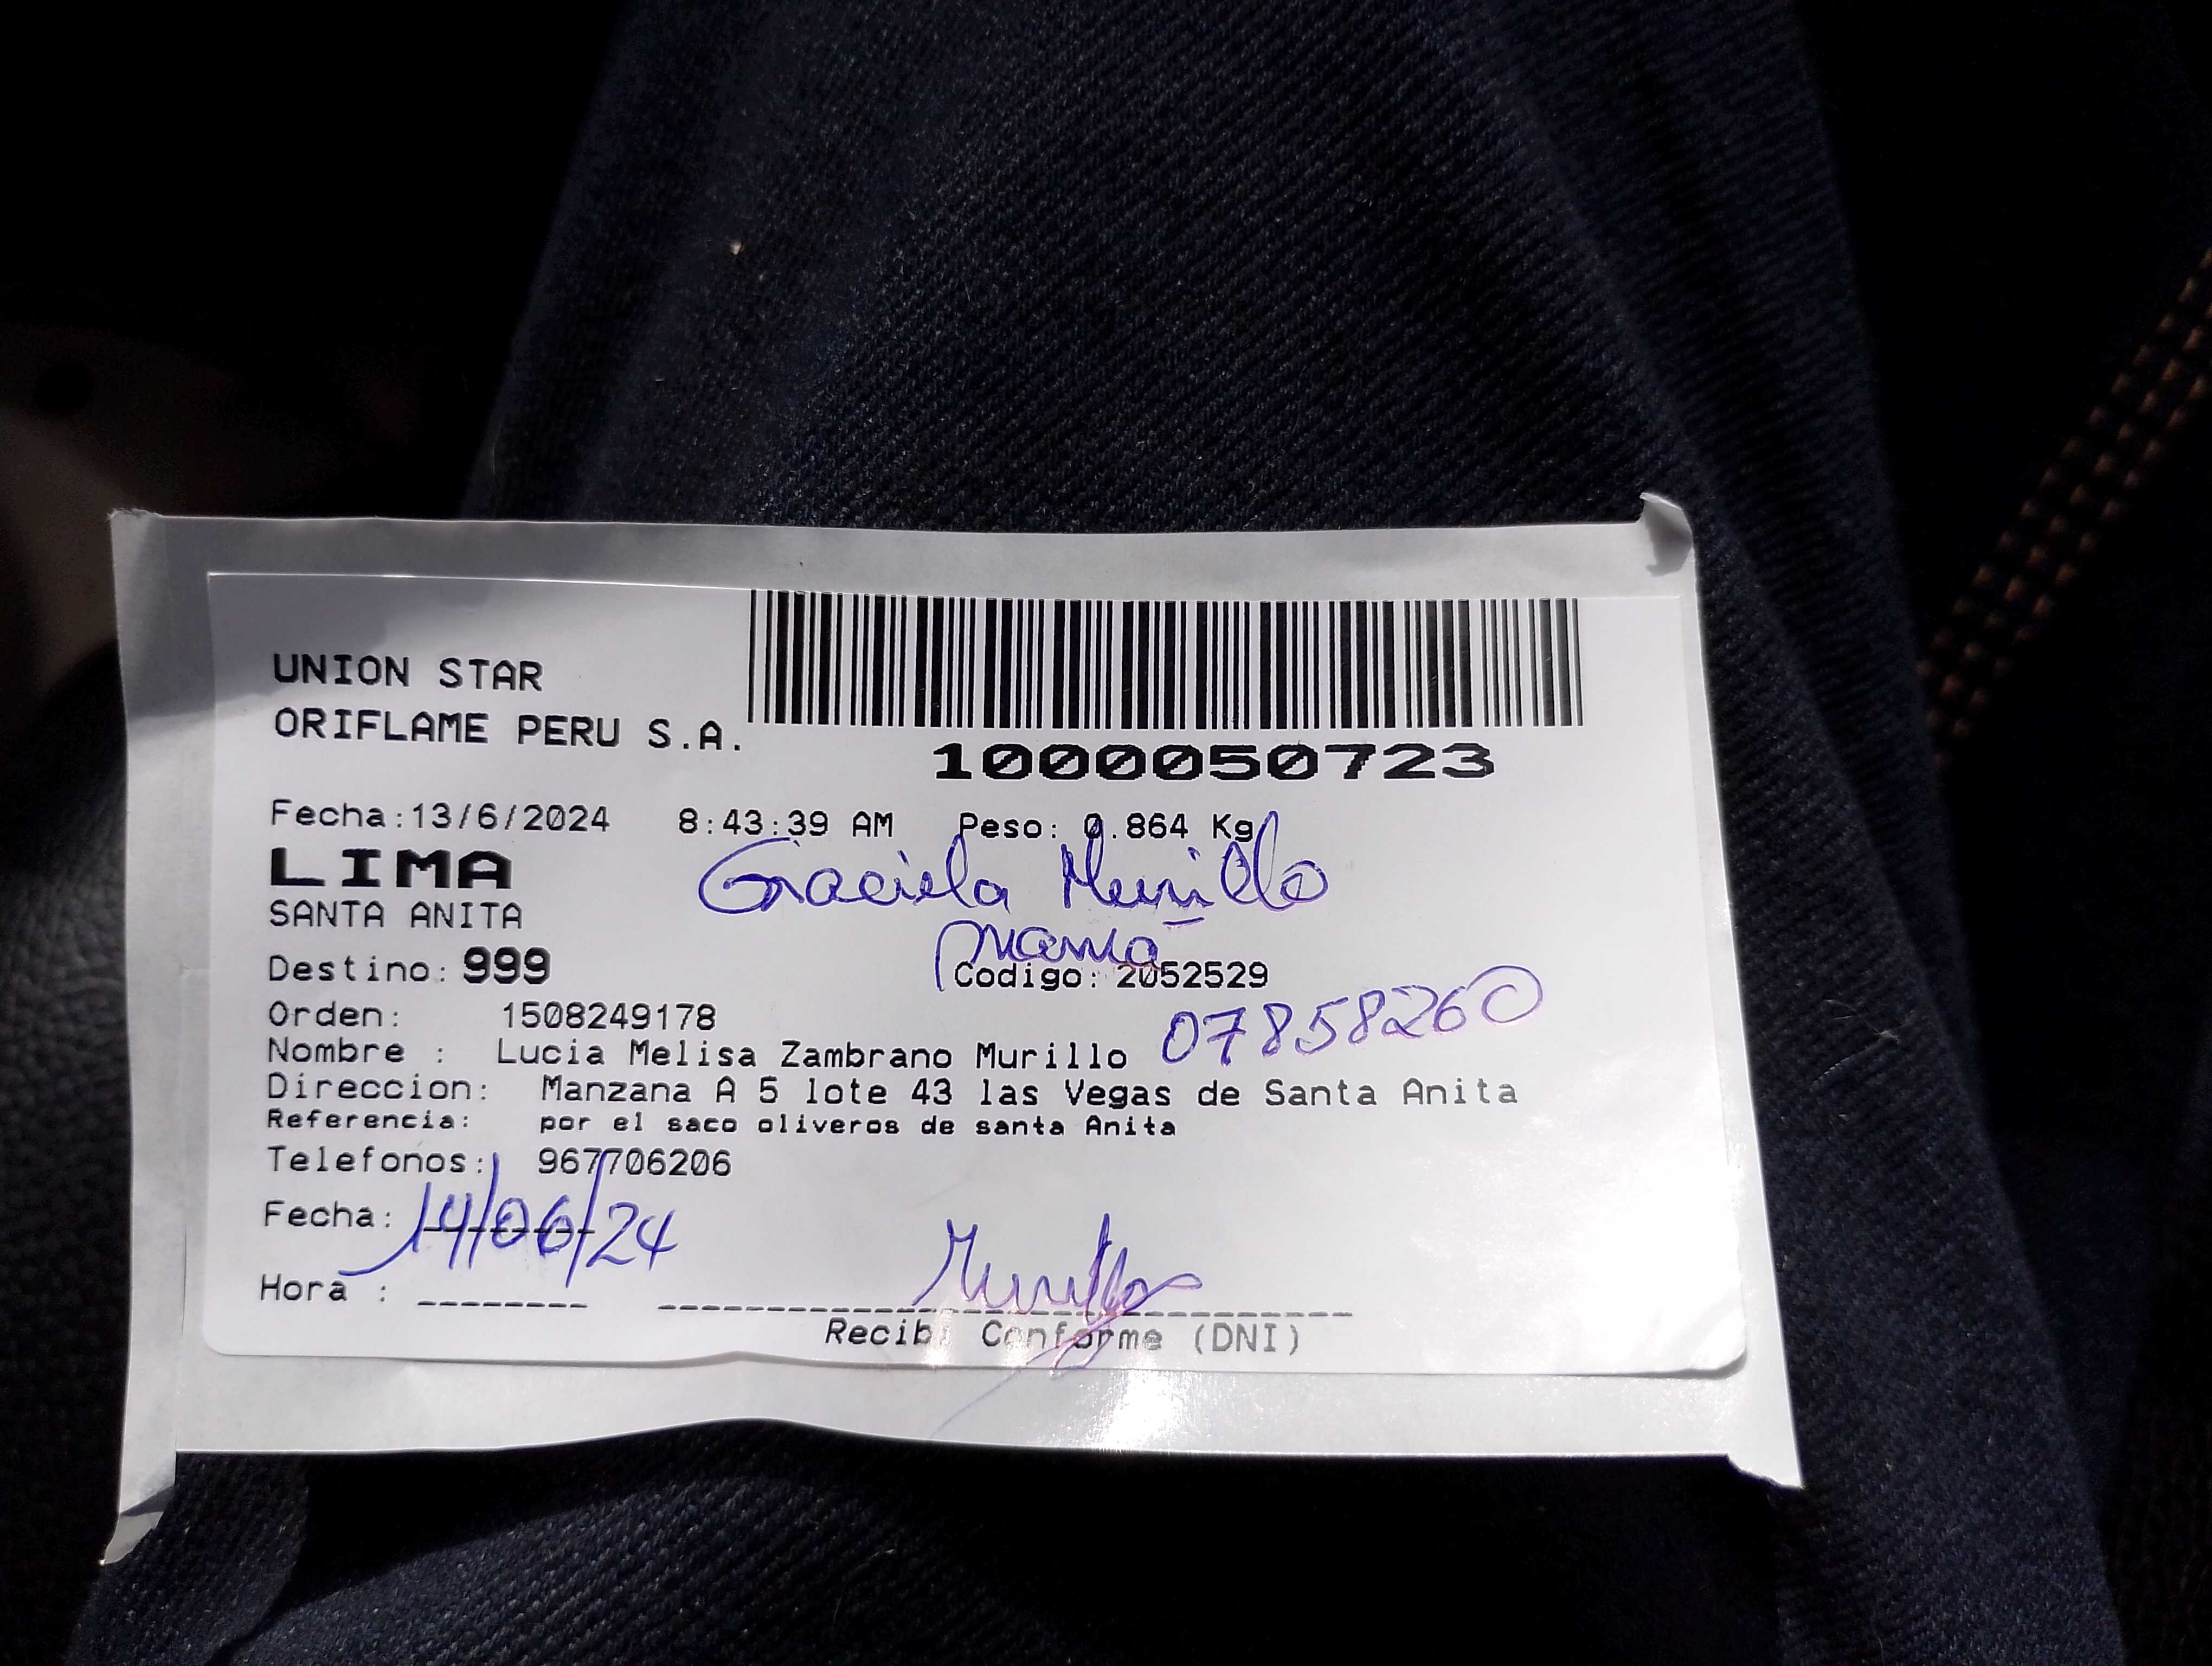 UNION STAR
ORIFLAME PERU S.A.
1000050723
Fecha:13/6/2024 8:43:39 AM Peso: 0.864 Kg
LIMA
Graciela Murillo
SANTA ANITA
mamá
Destino: 999 Codigo: 2052529
Orden: 1508249178
07858260
Nombre : Lucia Melisa Zambrano Murillo
Direccion: Manzana A 5 lote 43 las Vegas de Santa Anita
Referencia: por el saco oliveros de santa Anita
Telefonos: 967706206
Fecha: 14/06/24
Murillo
Hora :
Recibi Conforme (DNI)